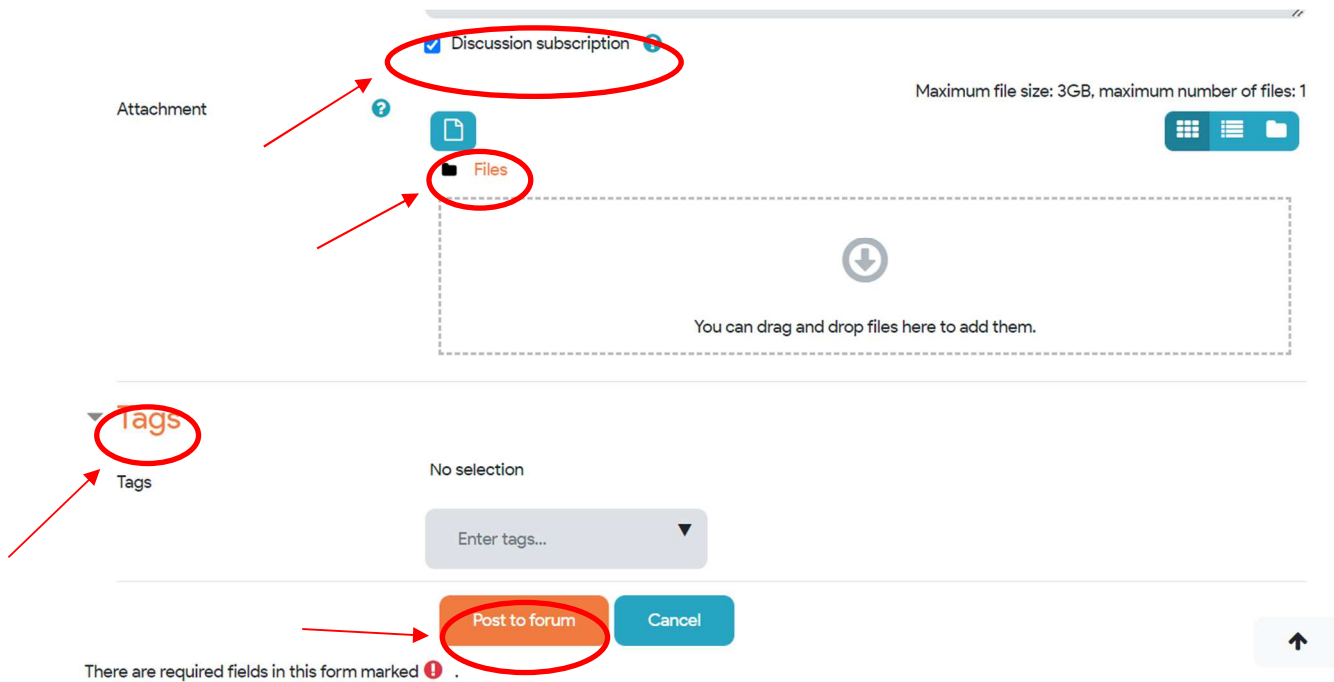 Discussion subscription
Attachment
Maximum file size: 3GB, maximum number of files: 1
Files
You can drag and drop files here to add them.
Tags
Tags
No selection
Enter tags...
Post to forum
Cancel
There are required fields in this form marked .